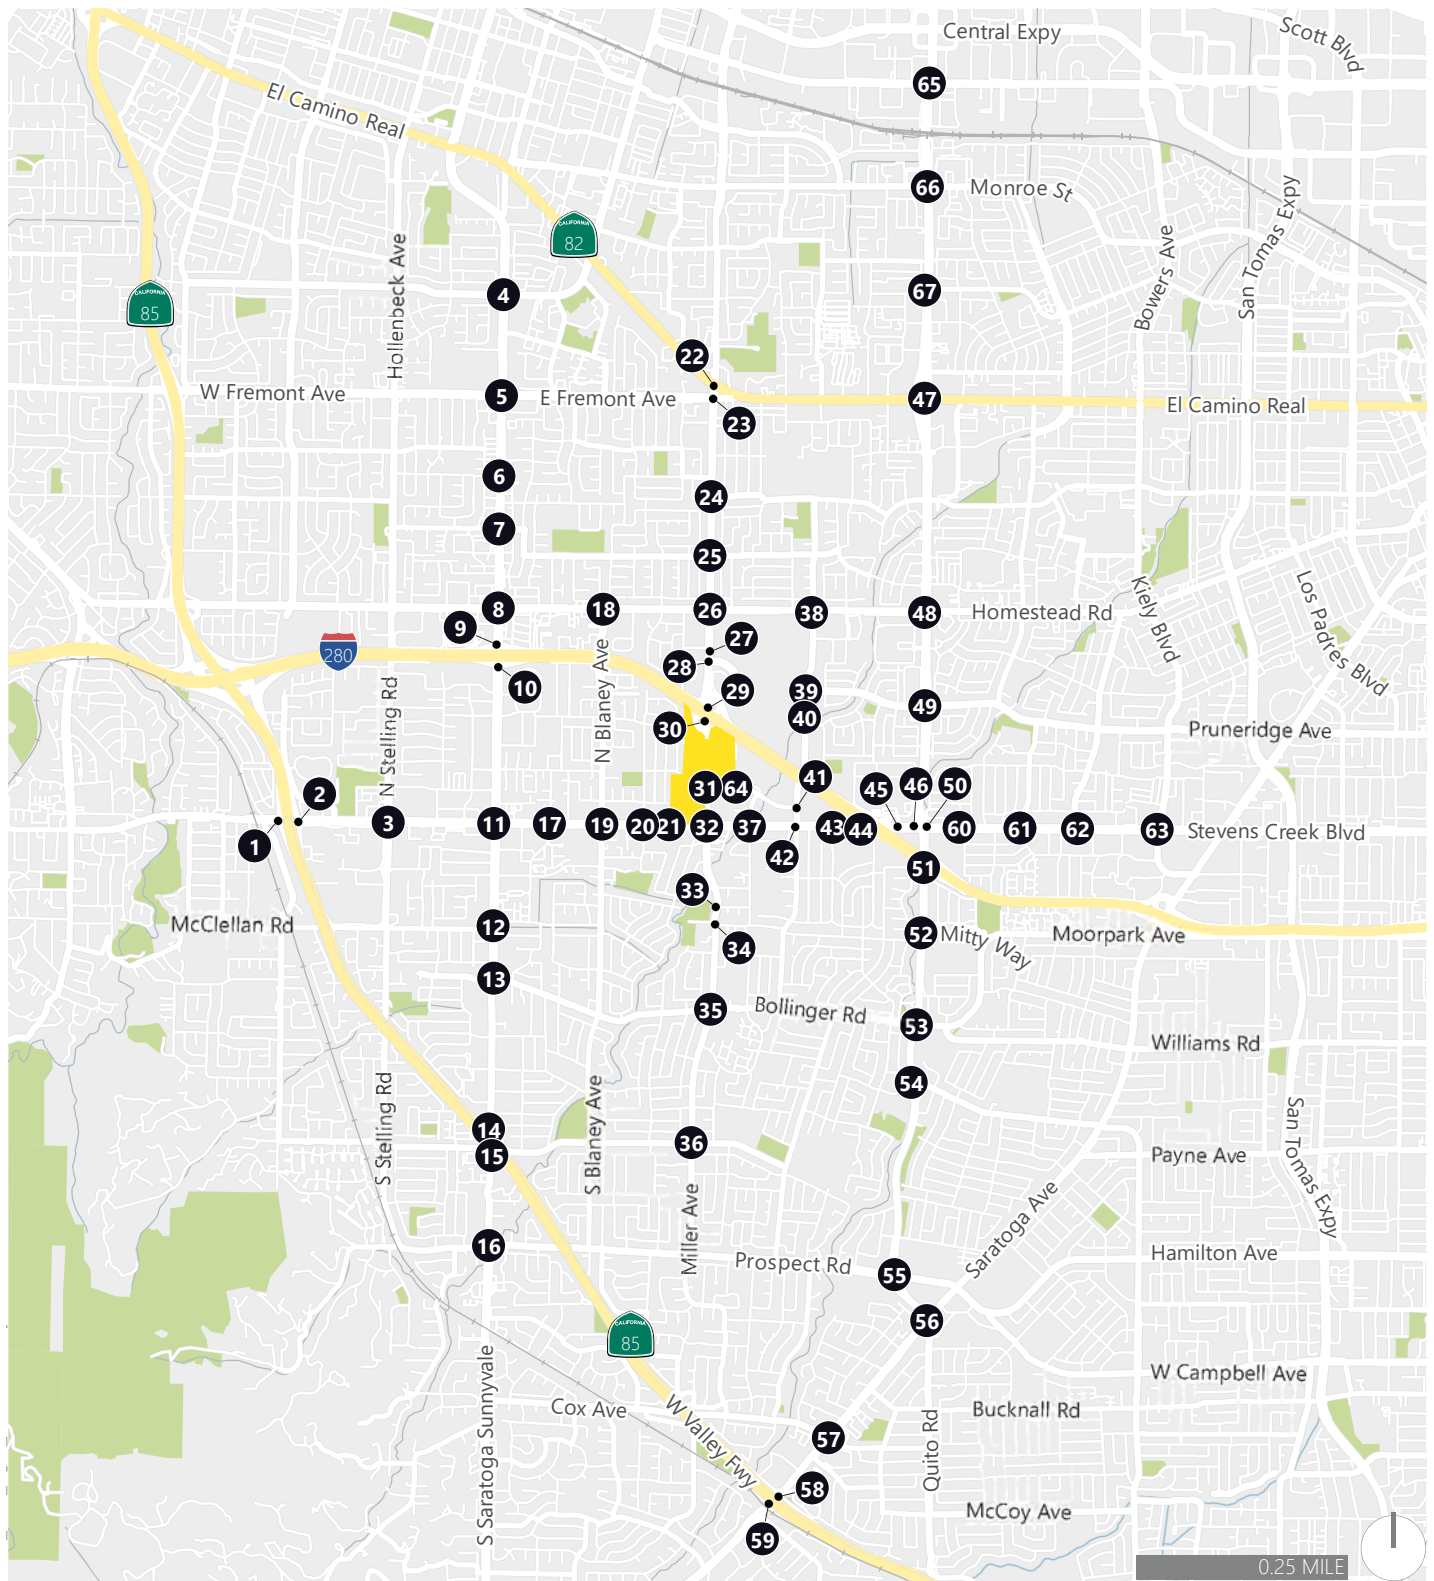 Central Expy
Scott Blvd
65
El Camino Real
66
Monroe St
San Tomas Expy
Bowers Ave
CALIFORNIA
82
Hollenbeck Ave
67
4
CALIFORNIA
85
22
W Fremont Ave
5
E Fremont Ave
47
El Camino Real
23
6
24
7
25
Kiely Blvd
Los Padres Blvd
8
18
26
38
48
Homestead Rd
9
27
280
28
N Blaney Ave
10
29
39
49
N Stelling Rd
30
40
Pruneridge Ave
41
2
31
64
45
46
50
1
3
11
17
19
20
21
32
37
43
44
60
61
62
63
Stevens Creek Blvd
42
51
33
McClellan Rd
12
52
Mitty Way
Moorpark Ave
34
13
35
Bollinger Rd
53
Williams Rd
54
S Stelling Rd
S Blaney Ave
14
15
36
Payne Ave
San Tomas Expy
Miller Ave
Saratoga Ave
16
Prospect Rd
55
Hamilton Ave
56
CALIFORNIA
85
W Campbell Ave
S Saratoga Sunnyvale
Cox Ave
W Valley Fwy
Bucknall Rd
57
Quito Rd
58
McCoy Ave
59
0.25 MILE